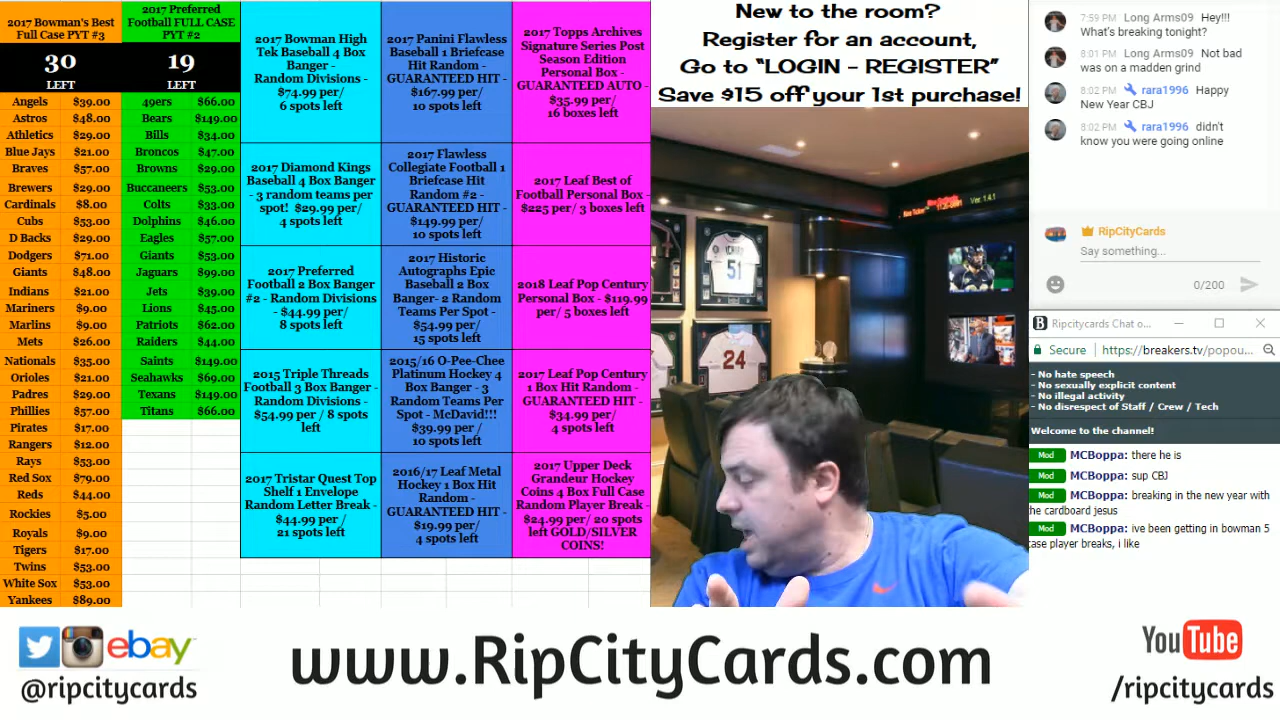 2017 Bowman's Best
Full Case PYT #3
30
LEFT
Angels $39.00
Astros $48.00
Athletics $29.00
Blue Jays $21.00
Braves $57.00
Brewers $29.00
Cardinals $8.00
Cubs $53.00
D Backs $29.00
Dodgers $71.00
Giants $48.00
Indians $21.00
Mariners $9.00
Marlins $9.00
Mets $26.00
Nationals $35.00
Orioles $21.00
Padres $29.00
Phillies $57.00
Pirates $17.00
Rangers $12.00
Rays $53.00
Red Sox $79.00
Reds $44.00
Rockies $5.00
Royals $9.00
Tigers $17.00
Twins $53.00
White Sox $53.00
Yankees $89.00
2017 Preferred
Football FULL CASE
PYT #2
19
LEFT
49ers $66.00
Bears $149.00
Bills $34.00
Broncos $47.00
Browns $29.00
Buccaneers $53.00
Colts $33.00
Dolphins $46.00
Eagles $57.00
Giants $53.00
Jaguars $99.00
Jets $39.00
Lions $45.00
Patriots $62.00
Raiders $44.00
Saints $149.00
Seahawks $69.00
Texans $149.00
Titans $66.00
2017 Bowman High
Tek Baseball 4 Box
Banger -
Random Divisions -
$74.99 per/
6 spots left
2017 Diamond Kings
Baseball 4 Box Banger
- 3 random teams per
spot! $29.99 per/
4 spots left
2017 Preferred
Football 2 Box Banger
#2 - Random Divisions
- $44.99 per/
8 spots left
2015 Triple Threads
Football 3 Box Banger -
Random Divisions -
$54.99 per / 8 spots
left
2017 Tristar Quest Top
Shelf 1 Envelope
Random Letter Break -
$44.99 per /
21 spots left
2017 Panini Flawless
Baseball 1 Briefcase
Hit Random -
GUARANTEED HIT -
$167.99 per/
10 spots left
2017 Flawless
Collegiate Football 1
Briefcase Hit
Random #2 -
GUARANTEED HIT -
$149.99 per/
10 spots left
2017 Historic
Autographs Epic
Baseball 2 Box
Banger- 2 Random
Teams Per Spot -
$54.99 per/
15 spots left
2015/16 O-Pee-Chee
Platinum Hockey 4
Box Banger - 3
Random Teams Per
Spot - McDavid!!!
$39.99 per/
10 spots left
2016/17 Leaf Metal
Hockey 1 Box Hit
Random -
GUARANTEED HIT -
$19.99 per/
4 spots left
2017 Topps Archives
Signature Series Post
Season Edition
Personal Box -
GUARANTEED AUTO -
$35.99 per/
16 boxes left
2017 Leaf Best of
Football Personal Box -
$225 per/ 3 boxes left
2018 Leaf Pop Century
Personal Box - $119.99
per/ 5 boxes left
2017 Leaf Pop Century
1 Box Hit Random -
GUARANTEED HIT -
$34.99 per/
4 spots left
2017 Upper Deck
Grandeur Hockey
Coins 4 Box Full Case
Random Player Break -
$24.99 per/ 20 spots
left GOLD/SILVER
COINS!
New to the room?
Register for an account,
Go to "LOGIN - REGISTER"
Save $15 off your 1st purchase!
Ver. 1.4.1
51
24
7:59 PM Long Arms09 Hey!!!
What's breaking tonight?
8:01 PM Long Arms09 Not bad
was on a madden grind
8:02 PM rara1996 Happy
New Year CBJ
8:02 PM rara1996 didn't
know you were going online
RipCityCards
Say something...
0/200
Ripcitycards Chat o...
Secure https://breakers.tv/popou...
- No hate speech
- No sexually explicit content
- No illegal activity
- No disrespect of Staff / Crew / Tech
Welcome to the channel!
Mod MCBoppa: there he is
Mod MCBoppa: sup CBJ
Mod MCBoppa: breaking in the new year with
the cardboard jesus
Mod MCBoppa: ive been getting in bowman 5
case player breaks, i like
ebay
@ripcitycards
www.RipCityCards.com
YouTube
/ripcitycards